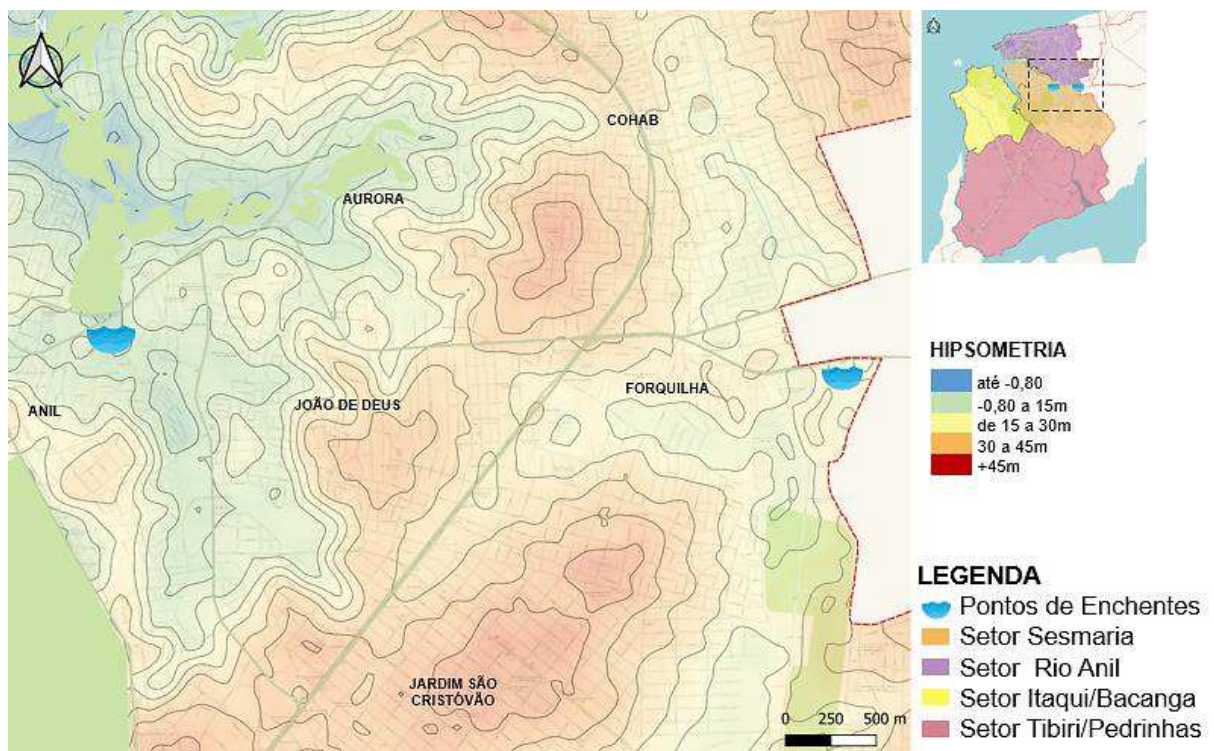 COHAB
AURORA
ANIL
JOÃO DE DEUS
FORQUILHA
JARDIM SÃO
CRISTÓVÃO
0 250 500 m
HIPSOMETRIA
até -0,80
-0,80 a 15m
de 15 a 30m
30 a 45m
+45m
LEGENDA
Pontos de Enchentes
Setor Sesmaria
Setor Rio Anil
Setor Itaqui/Bacanga
Setor Tibiri/Pedrinhas